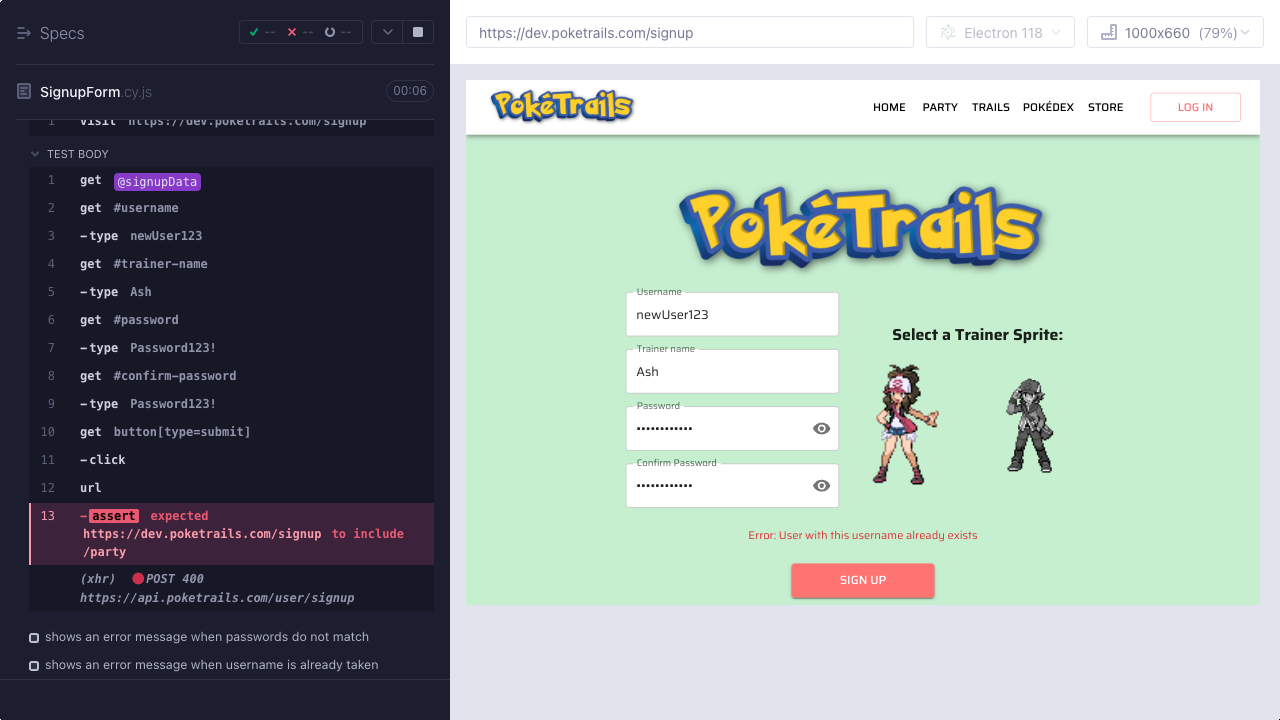 Specs
-- -- --
SignupForm.cy.js
00:06
1 visit https://dev.poketrails.com/signup
TEST BODY
1 get @signupData
2 get #username
3 -type newUser123
4 get #trainer-name
5 -type Ash
6 get #password
7 -type Password123!
8 get #confirm-password
9 -type Password123!
10 get button[type=submit]
11 -click
12 url
13 -assert expected
https://dev.poketrails.com/signup to include
/party
(xhr) POST 400
https://api.poketrails.com/user/signup
shows an error message when passwords do not match
shows an error message when username is already taken
https://dev.poketrails.com/signup
Electron 118
1000x660 (79%)
PokéTrails
HOME PARTY TRAILS POKÉDEX STORE
LOG IN
PokéTrails
Username
newUser123
Trainer name
Ash
Password
••••••••••••
Confirm Password
••••••••••••
Select a Trainer Sprite:
Error: User with this username already exists
SIGN UP